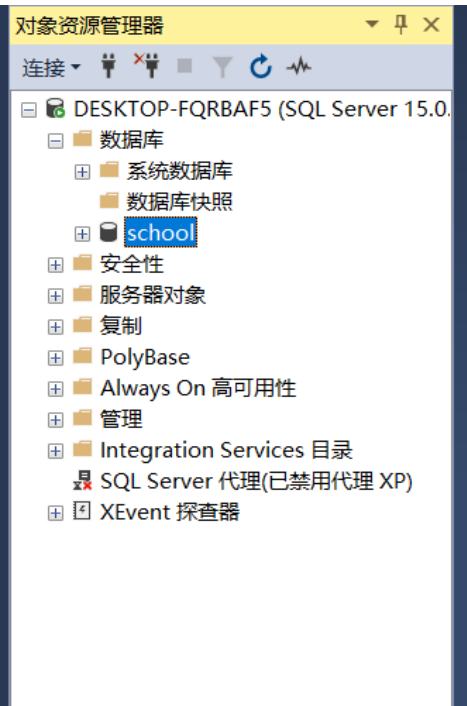 对象资源管理器
连接
DESKTOP-FQRBAF5 (SQL Server 15.0.
数据库
系统数据库
数据库快照
school
安全性
服务器对象
复制
PolyBase
Always On 高可用性
管理
Integration Services 目录
SQL Server 代理(已禁用代理 XP)
XEvent 探查器